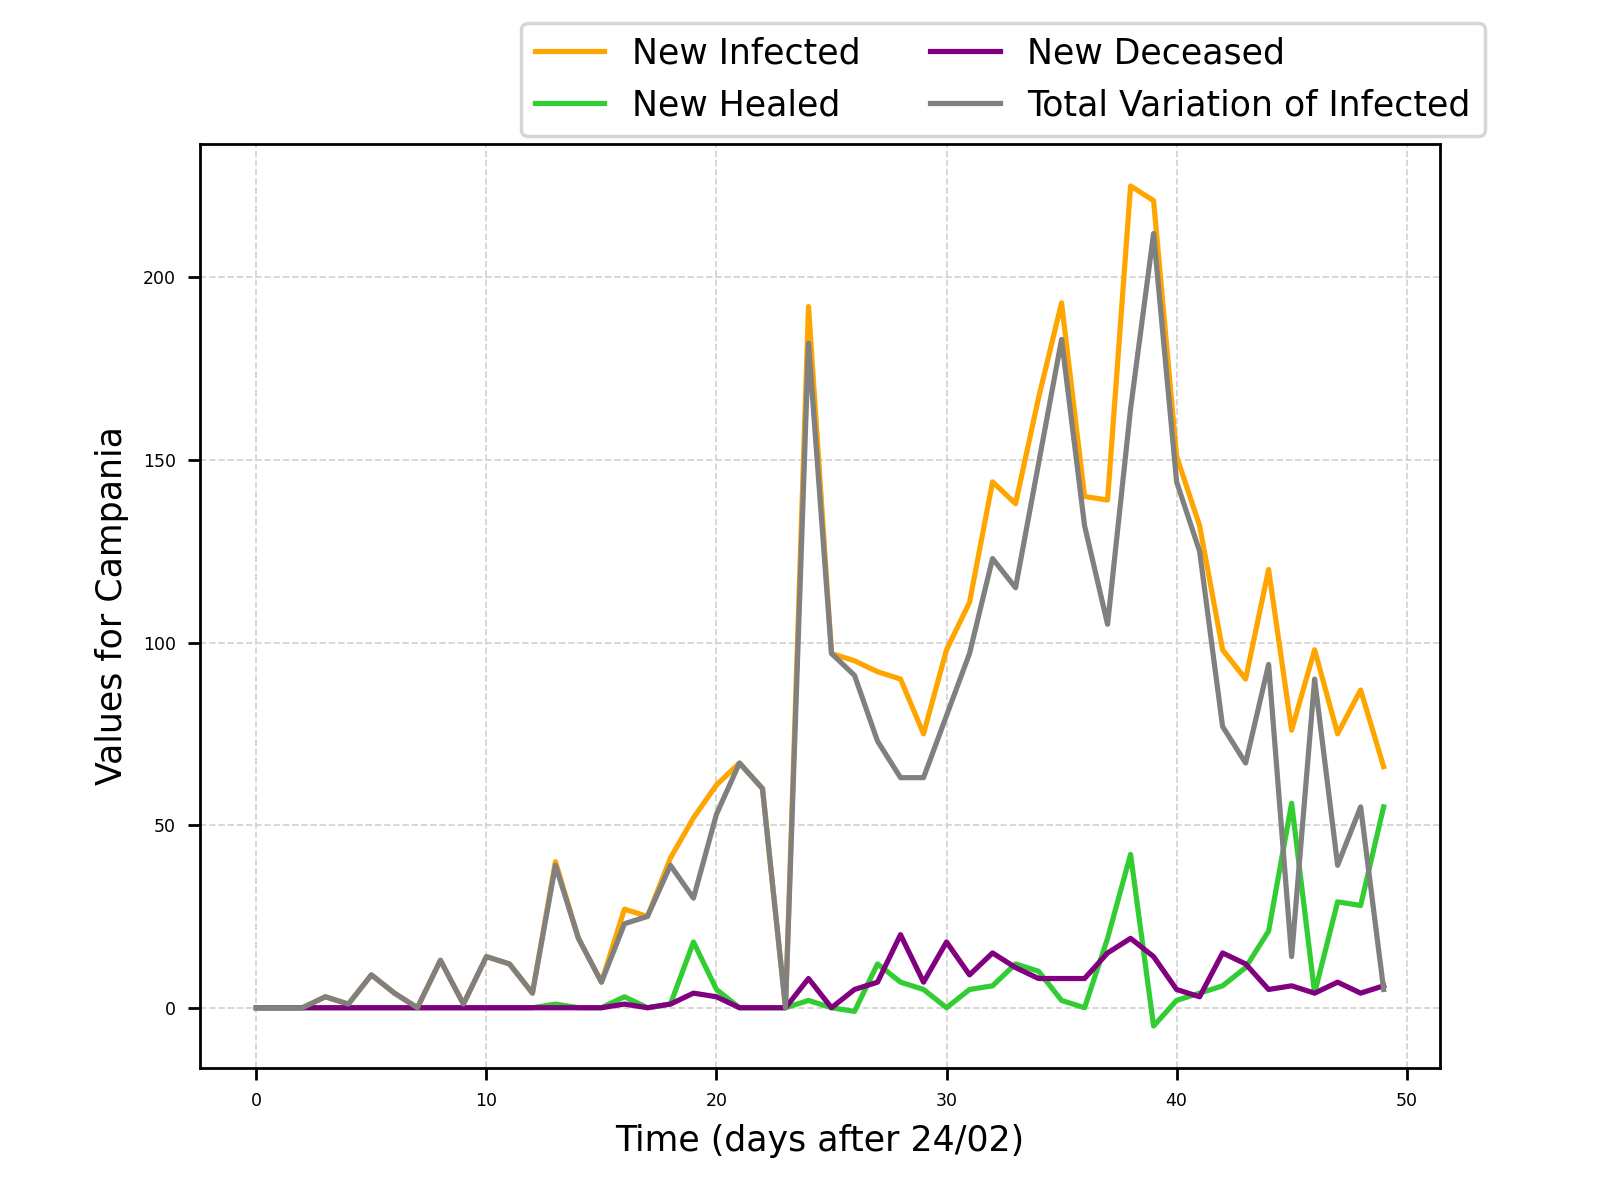 New Infected
New Healed
New Deceased
Total Variation of Infected
Values for Campania
200
150
100
50
0
0 10 20 30 40 50
Time (days after 24/02)